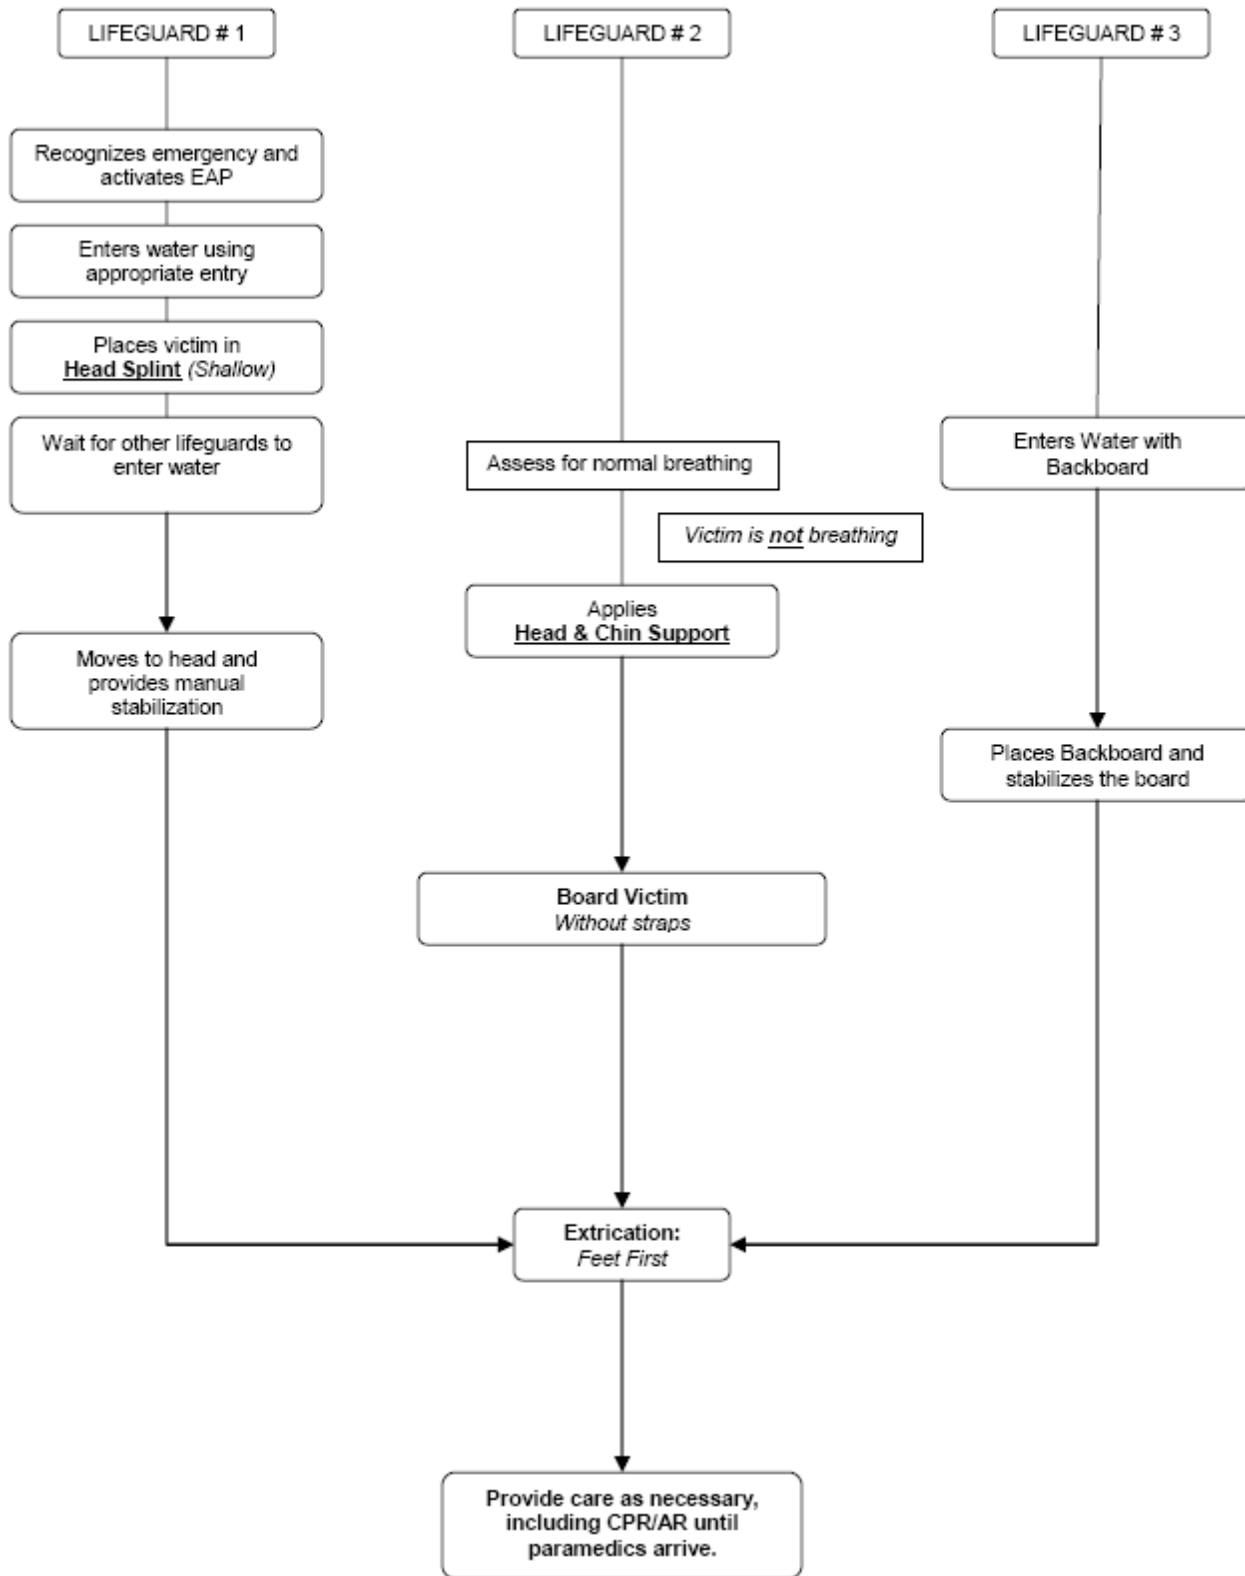 LIFEGUARD # 1
LIFEGUARD # 2
LIFEGUARD # 3
Recognizes emergency and
activates EAP
Enters water using
appropriate entry
Places victim in
Head Splint (Shallow)
Wait for other lifeguards to
enter water
Assess for normal breathing
Enters Water with
Backboard
Victim is not breathing
Applies
Head & Chin Support
Moves to head and
provides manual
stabilization
Places Backboard and
stabilizes the board
Board Victim
Without straps
Extrication:
Feet First
Provide care as necessary,
including CPR/AR until
paramedics arrive.